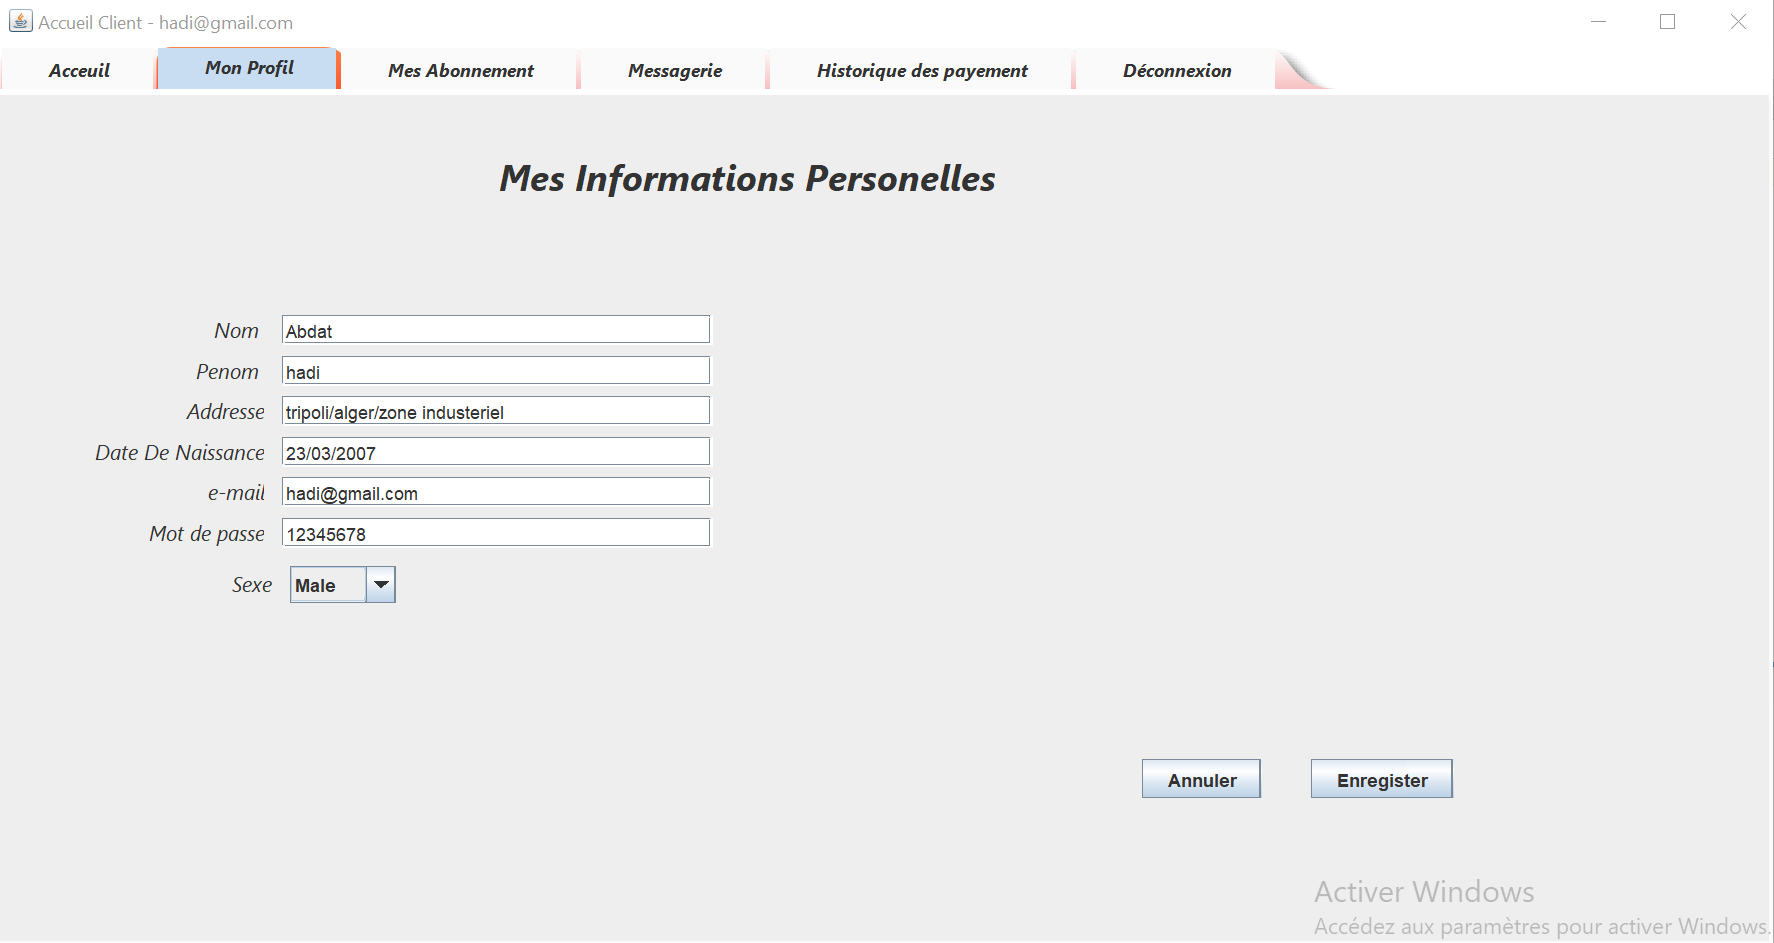 Accueil Client - hadi@gmail.com
Acceuil Mon Profil Mes Abonnement Messagerie Historique des payement Déconnexion
Mes Informations Personelles
Nom Abdat
Penom hadi
Addresse tripoli/alger/zone industeriel
Date De Naissance 23/03/2007
e-mail hadi@gmail.com
Mot de passe 12345678
Sexe Male
Annuler Enregister
Activer Windows
Accédez aux paramètres pour activer Windows.